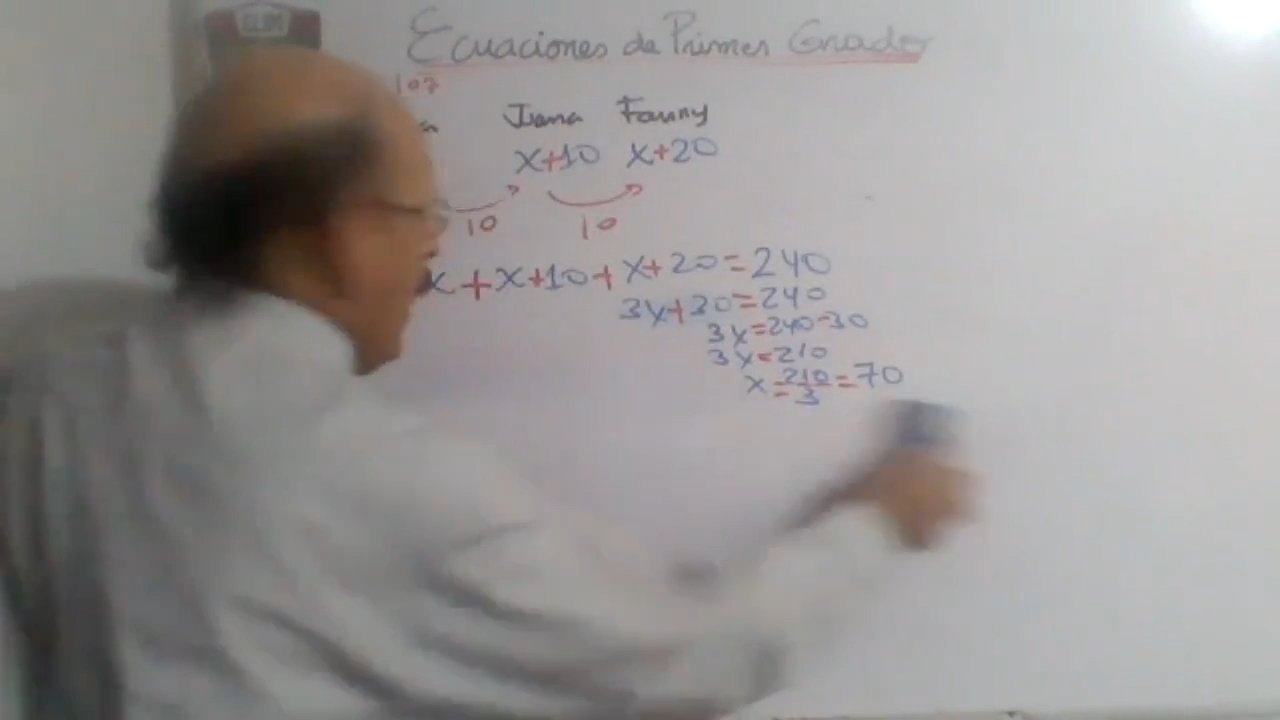 Ecuaciones de Primer Grado
107
Juana Fanny
x+10 x+20
10 10
x+x+10+x+20=240
3x+30=240
3x=240-30
3x=210
x=210/3=70